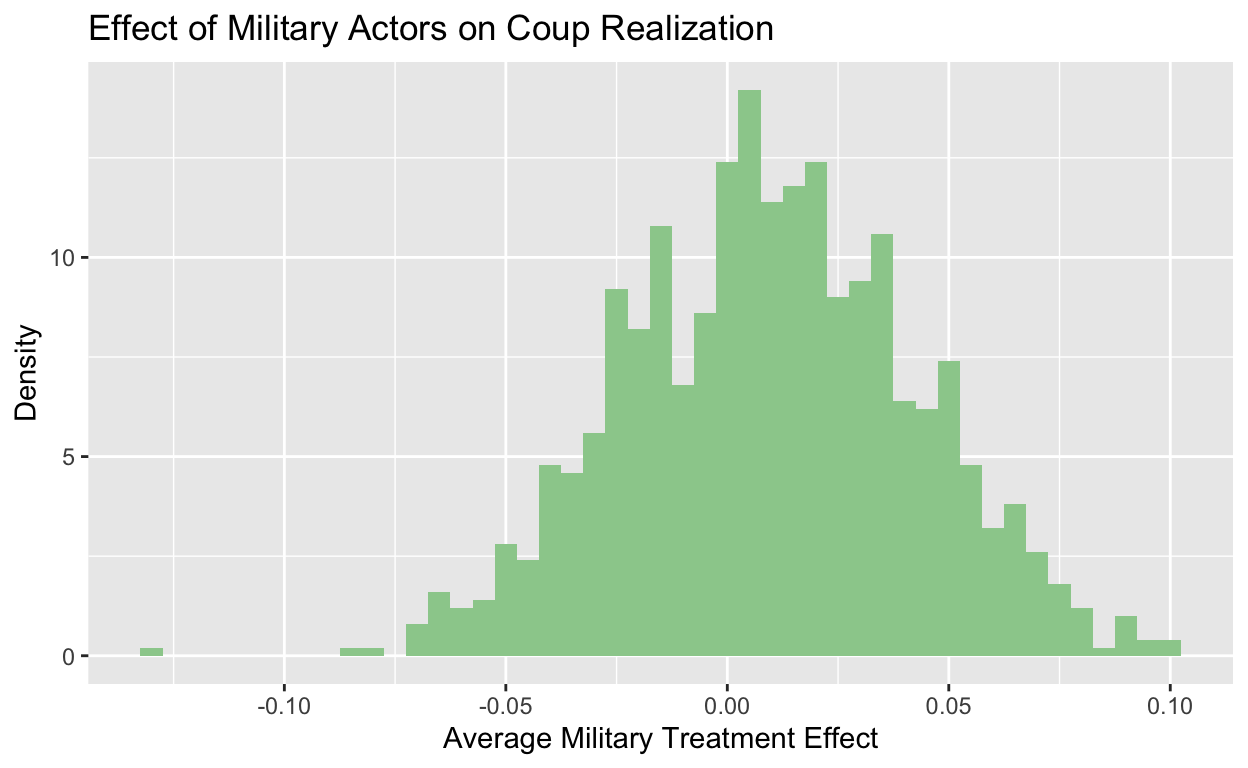 Effect of Military Actors on Coup Realization
Density
10
5
0
-0.10 -0.05 0.00 0.05 0.10
Average Military Treatment Effect